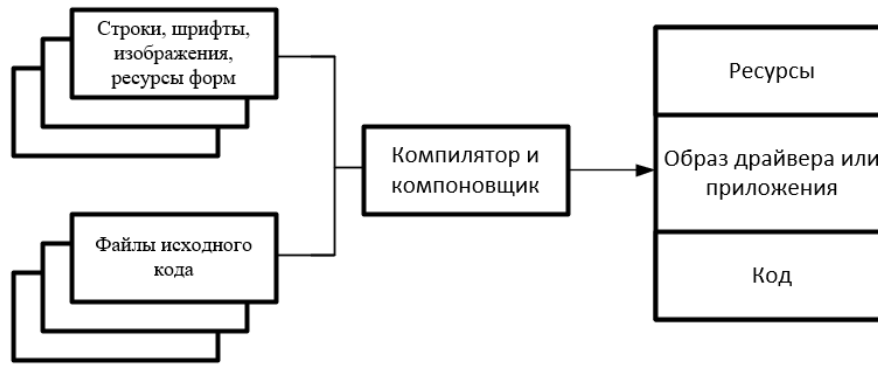 Строки, шрифты,
изображения,
ресурсы форм
Файлы исходного
кода
Компилятор и
компоновщик
Ресурсы
Образ драйвера или
приложения
Код